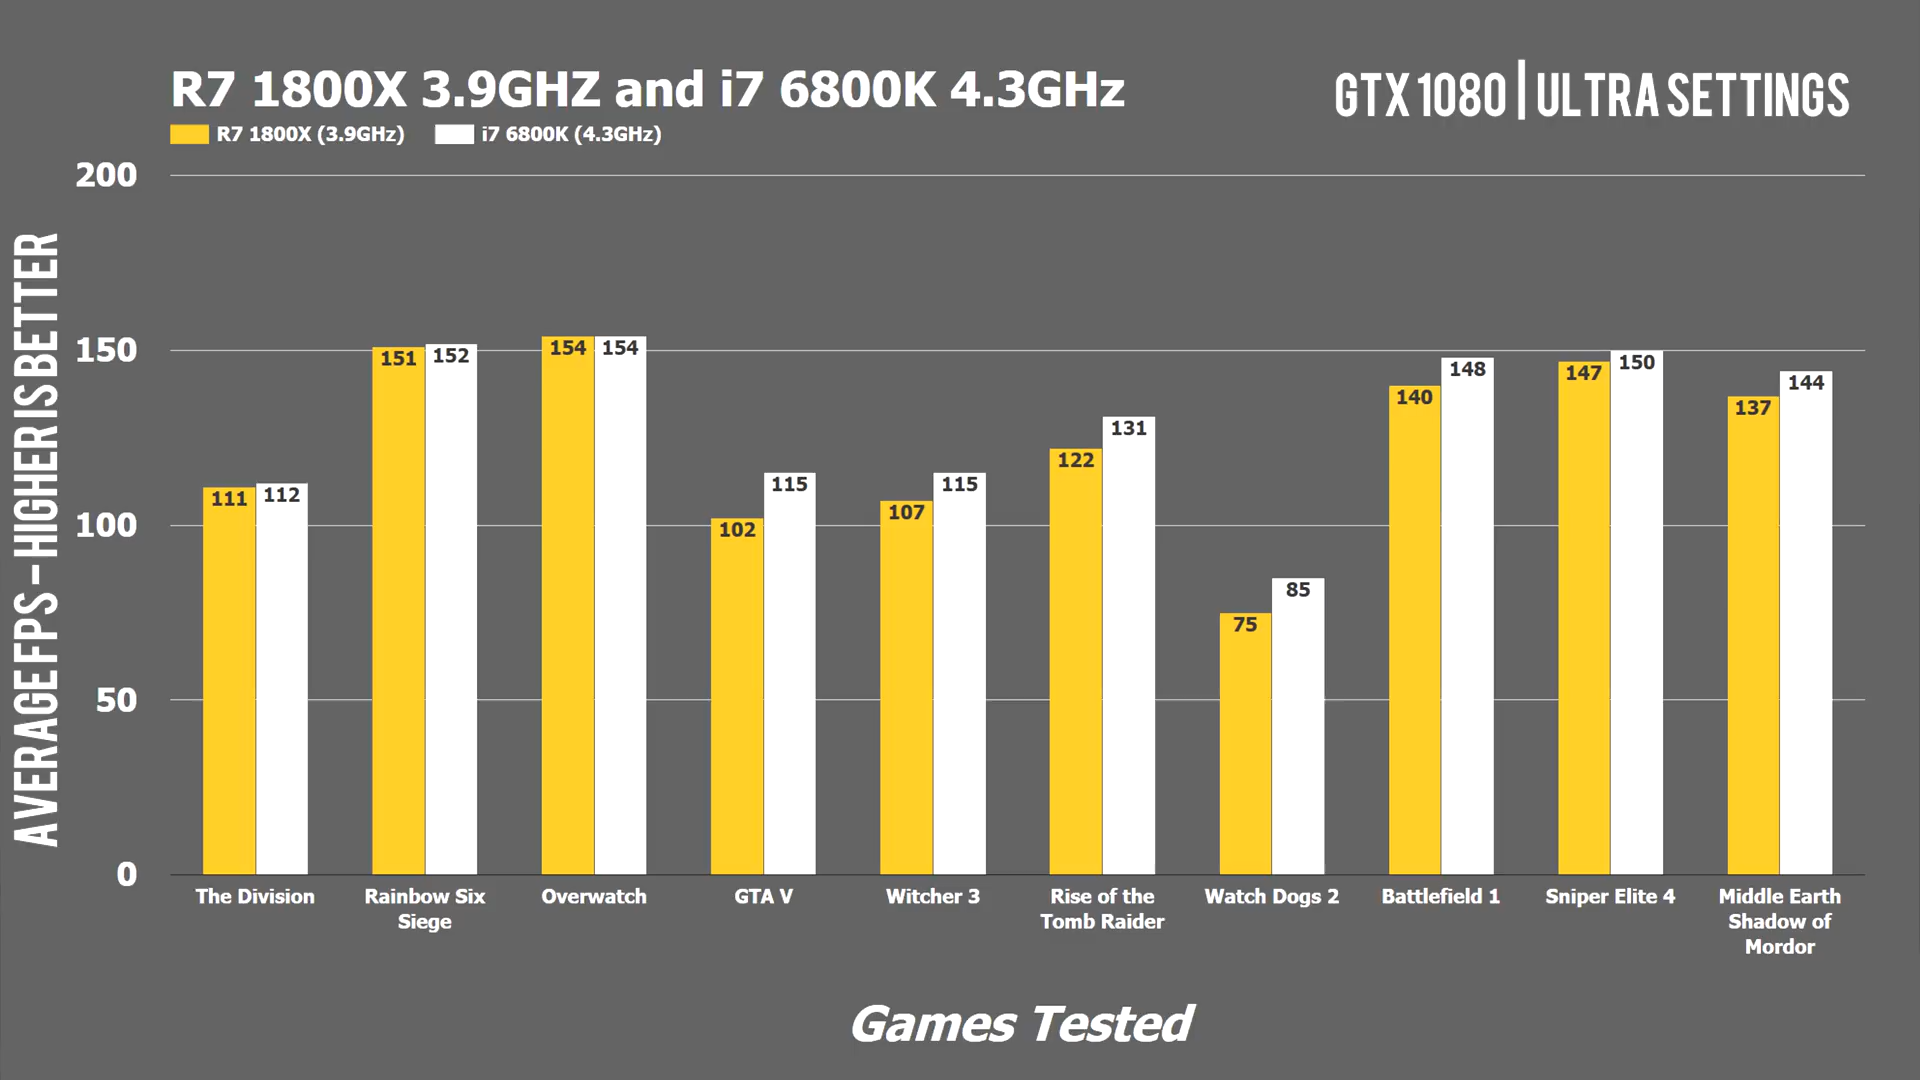 R7 1800X 3.9GHZ and i7 6800K 4.3GHz
GTX 1080 | ULTRA SETTINGS
R7 1800X (3.9GHz)
i7 6800K (4.3GHz)
AVERAGE FPS – HIGHER IS BETTER
200
150
100
50
0
111
112
151
152
154
154
102
115
107
115
122
131
75
85
140
148
147
150
137
144
The Division
Rainbow Six
Siege
Overwatch
GTA V
Witcher 3
Rise of the
Tomb Raider
Watch Dogs 2
Battlefield 1
Sniper Elite 4
Middle Earth
Shadow of
Mordor
Games Tested